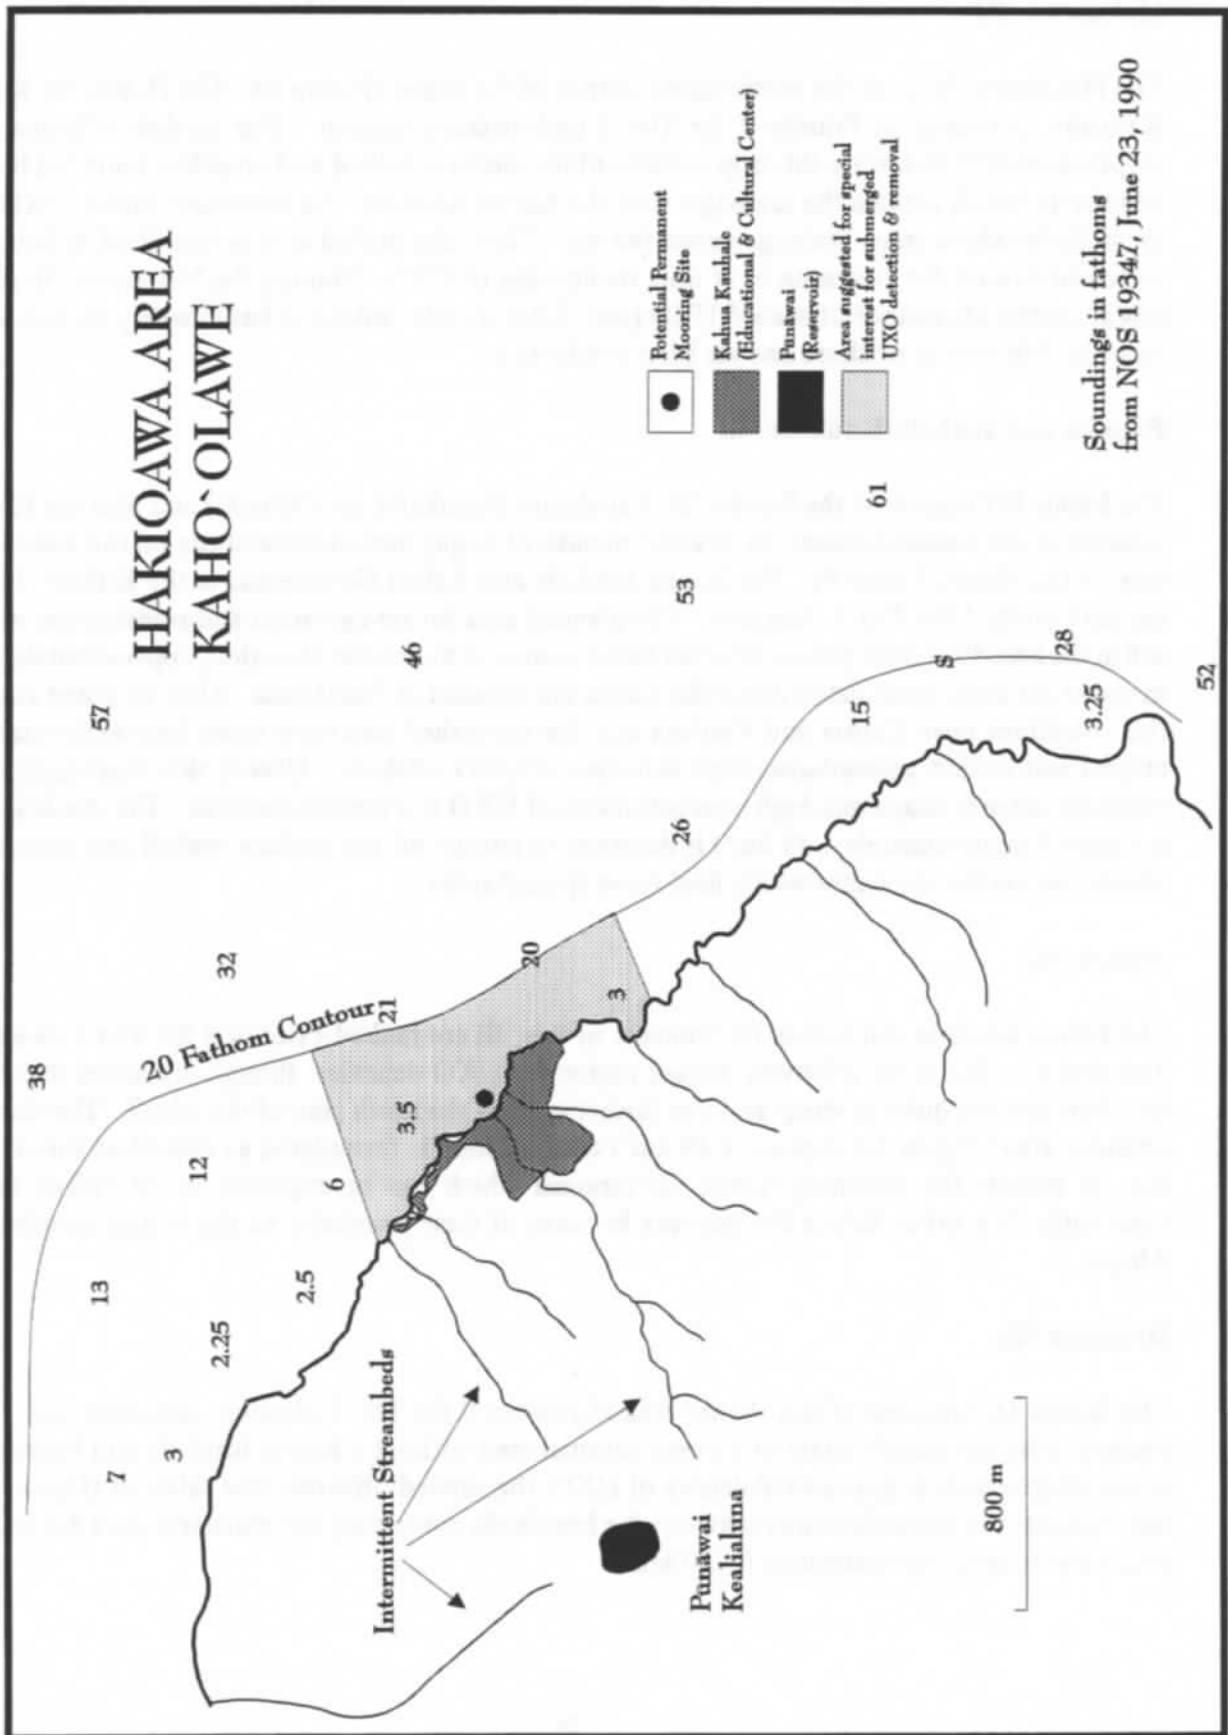 HAKIOAWA AREA
KAHO`OLAWE
57
38
32
46
20 Fathom Contour
21
12
13
7
3
2.25
2.5
6
3.5
20
3
26
53
61
15
S
28
3.25
52
Intermittent Streambeds
Punawai
Kealialuna
800 m
Potential Permanent
Mooring Site
Kahua Kauhale
(Educational & Cultural Center)
Punawai
(Reservoir)
Area suggested for special
interest for submerged
UXO detection & removal
Soundings in fathoms
from NOS 19347, June 23, 1990